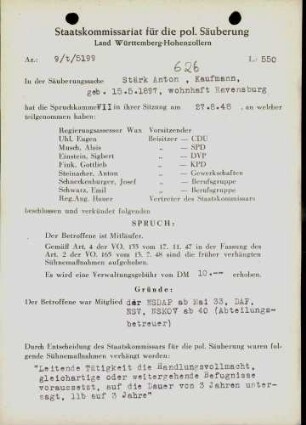 Staatskommissariat für die pol. Säuberung
Land Württemberg-Hohenzollern
Az.: 9/t/5199
626
L: 550
In der Säuberungssache Stärk Anton , Kaufmann,
geb. 15.5.1897, wohnhaft Ravensburg
hat die Spruchkammer VII in ihrer Sitzung am 27.8.48 , an welcher
teilgenommen haben:
Regierungsassessor Wax Vorsitzender
Uhl, Eugen Beisitzer — CDU
Musch, Alois „ — SPD
Einstein, Sigbert „ — DVP
Fink, Gottlieb „ — KPD
Steinacher, Anton „ — Gewerkschaften
Schnerkenburger, Josef „ — Berufsgruppe
Schwarz, Emil „ — Berufsgruppe
Reg.Ang. Hauer Vertreter des Staatskommissars
beschlossen und verkündet folgenden
SPRUCH:
Der Betroffene ist Mitläufer.
Gemäß Art. 4 der VO. 133 vom 17. 11. 47 in der Fassung des
Art. 2 der VO. 165 vom 13. 7. 48 sind die früher verhängten
Sühnemaßnahmen aufgehoben.
Es wird eine Verwaltungsgebühr von DM 10.-- erhoben.
Gründe:
Der Betroffene war Mitglied der NSDAP ab Mai 33, DAF,
NSV, NSKOV ab 40 (Abteilungs-
betreuer)
Durch Entscheidung des Staatskommissars für die pol. Säuberung waren folgende
Sühnemaßnahmen verhängt worden:
"Leitende Tätigkeit die Handlungsvollmacht,
gleichartige oder weitergehende Befugnisse
voraussetzt, auf die Dauer von 3 Jahren unter-
sagt, 11b auf 3 Jahre"